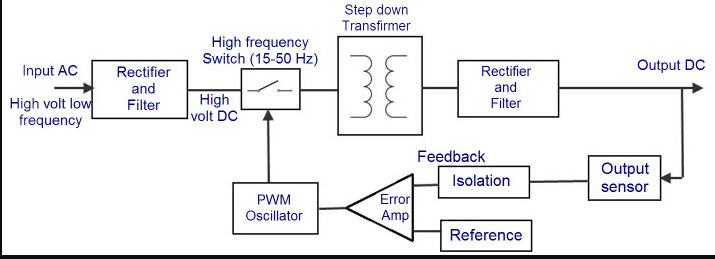 Step down
Transfirmer
High frequency
Switch (15-50 Hz)
Input AC
High volt low
frequency
Rectifier
and
Filter
High
volt DC
Rectifier
and
Filter
Output DC
Feedback
Isolation
Output
sensor
PWM
Oscillator
Error
Amp
Reference